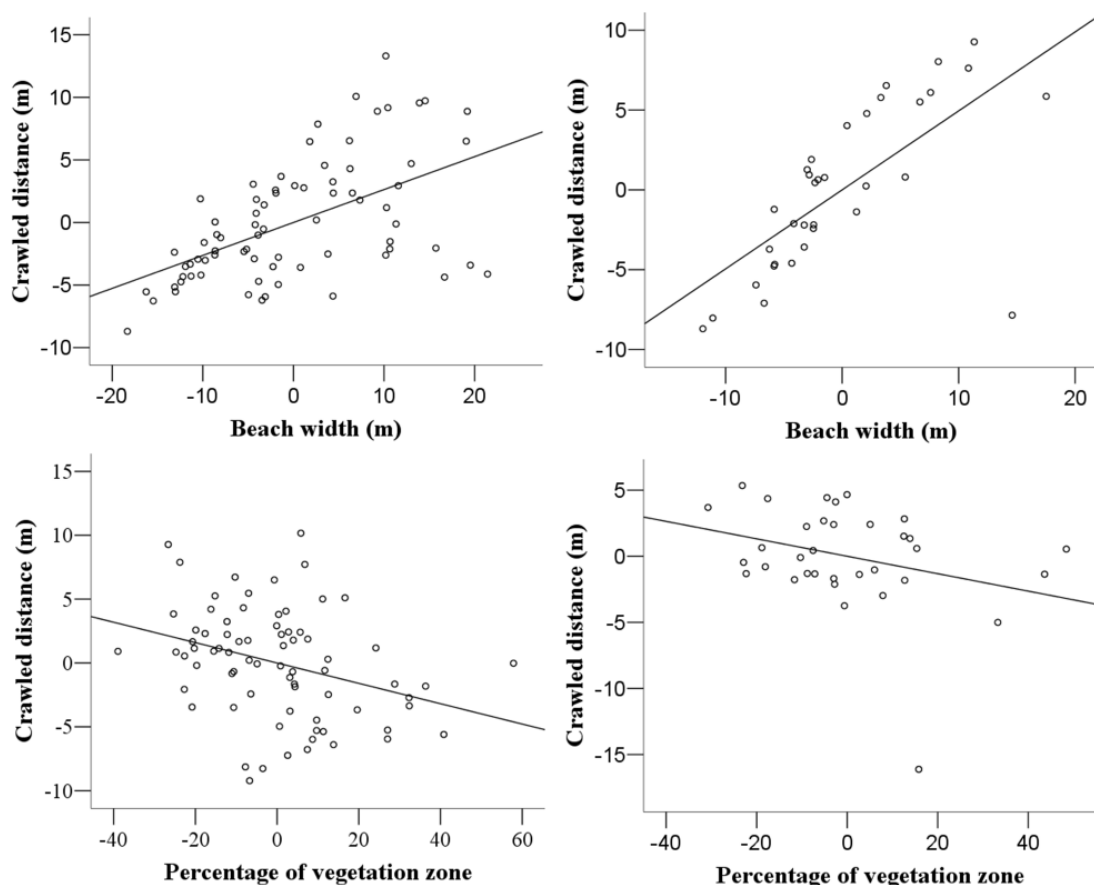 15
10
5
0
-5
-10
Crawled distance (m)
-20 -10 0 10 20
Beach width (m)
10
5
0
-5
-10
Crawled distance (m)
-10 0 10 20
Beach width (m)
15
10
5
0
-5
-10
Crawled distance (m)
-40 -20 0 20 40 60
Percentage of vegetation zone
5
0
-5
-10
-15
Crawled distance (m)
-40 -20 0 20 40
Percentage of vegetation zone